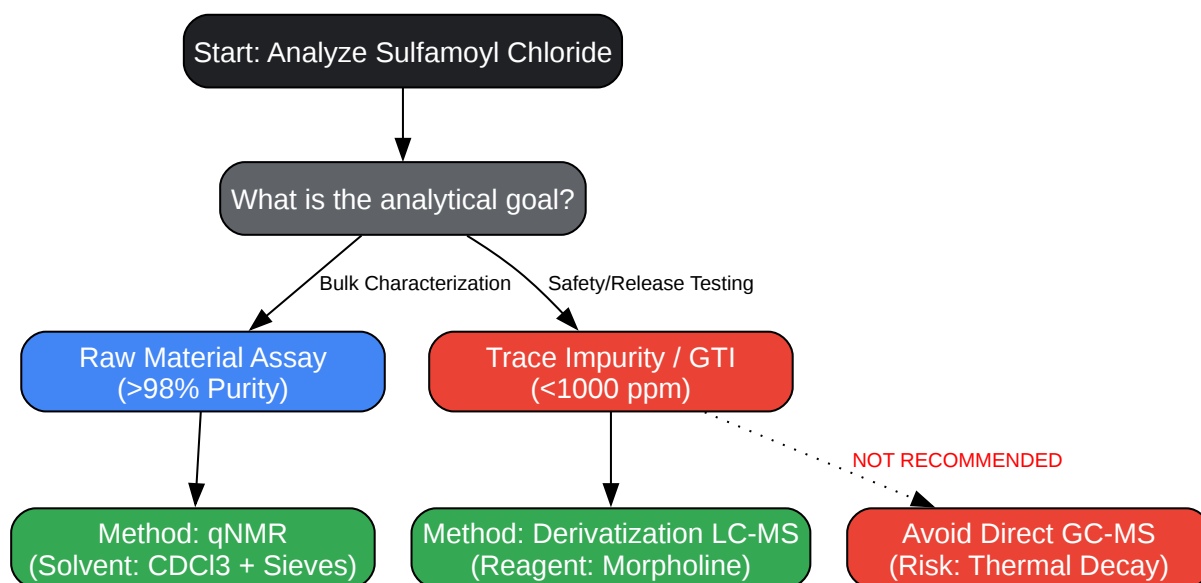 Start: Analyze Sulfamoyl Chloride
What is the analytical goal?
Bulk Characterization
Safety/Release Testing
Raw Material Assay
(>98% Purity)
Trace Impurity / GTI
(<1000 ppm)
NOT RECOMMENDED
Method: qNMR
(Solvent: CDCl3 + Sieves)
Method: Derivatization LC-MS
(Reagent: Morpholine)
Avoid Direct GC-MS
(Risk: Thermal Decay)